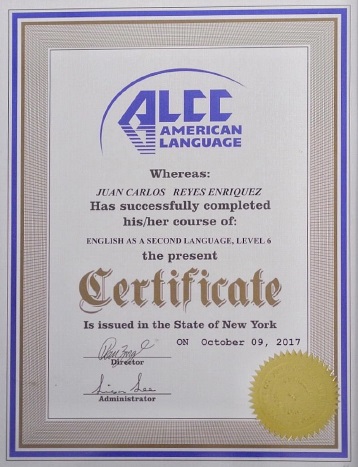 ALCC
AMERICAN
LANGUAGE
Whereas:
JUAN CARLOS REYES ENRIQUEZ
Has successfully completed
his/her course of:
ENGLISH AS A SECOND LANGUAGE, LEVEL 6
the present
Certificate
Is issued in the State of New York
ON October 09, 2017
Director
Administrator